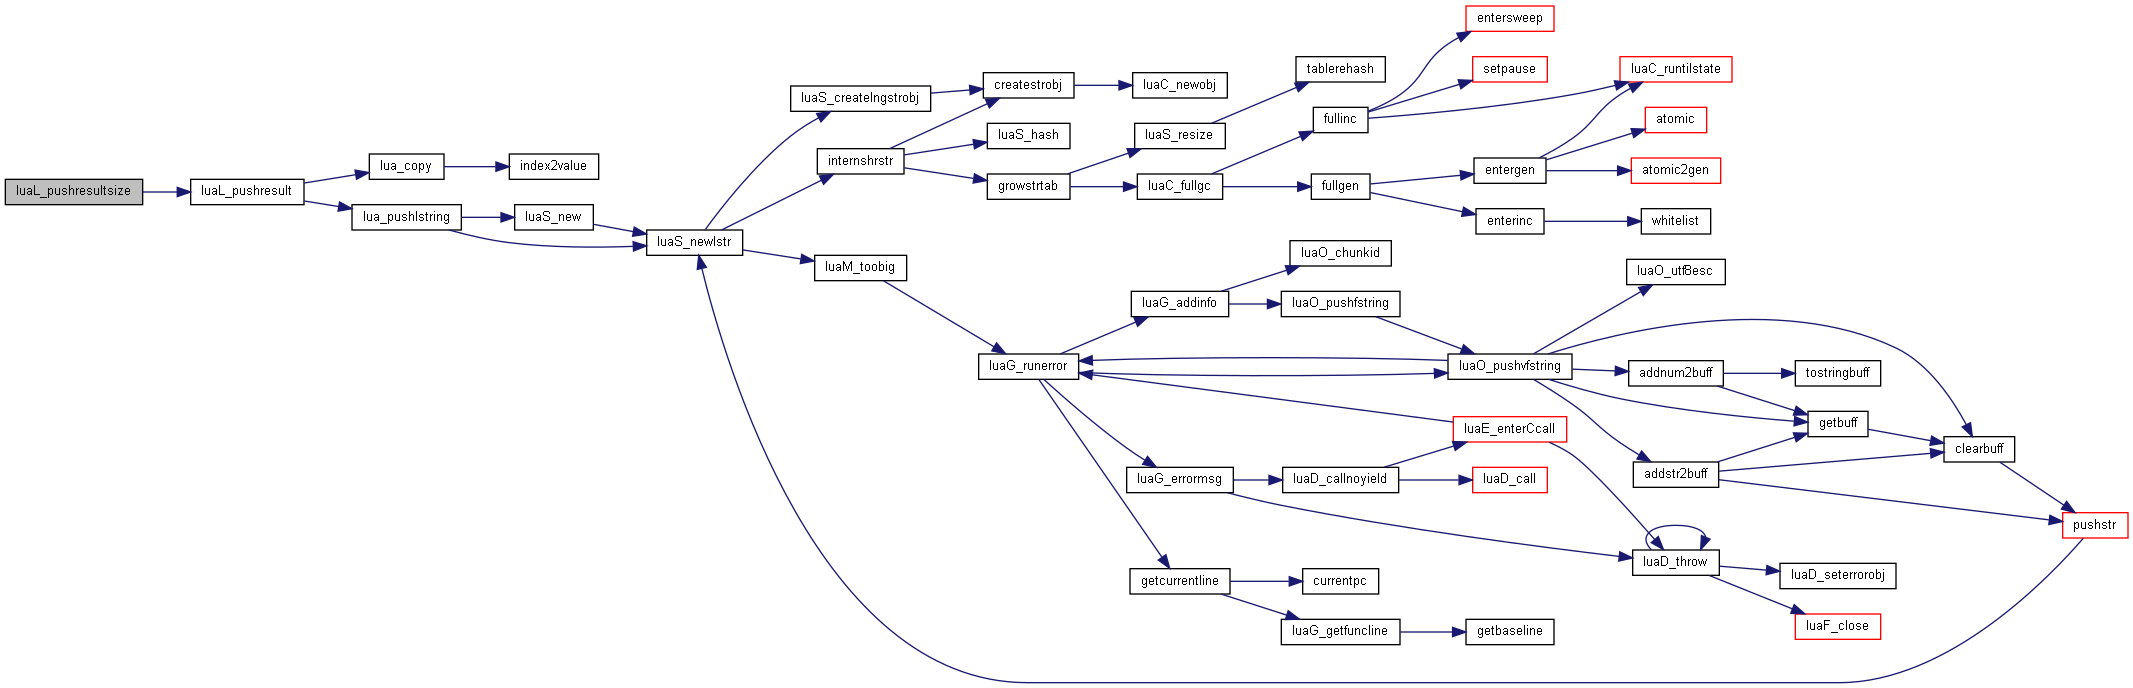 entersweep
setpause
luaC_runtilstate
tablerehash
createstrobj
luaC_newobj
luaS_createlngstrobj
fullinc
atomic
luaS_hash
luaS_resize
internshrstr
lua_copy
index2value
entergen
atomic2gen
luaL_pushresultsize
luaL_pushresult
growstrtab
luaC_fullgc
fullgen
lua_pushlstring
luaS_new
enterinc
whitelist
luaS_newlstr
luaO_chunkid
luaM_toobig
luaO_utf8esc
luaG_addinfo
luaO_pushfstring
luaG_runerror
luaO_pushvfstring
addnum2buff
tostringbuff
getbuff
luaE_enterCcall
clearbuff
luaG_errormsg
luaD_callnoyield
luaD_call
addstr2buff
pushstr
luaD_throw
luaD_seterrorobj
getcurrentline
currentpc
luaF_close
luaG_getfuncline
getbaseline